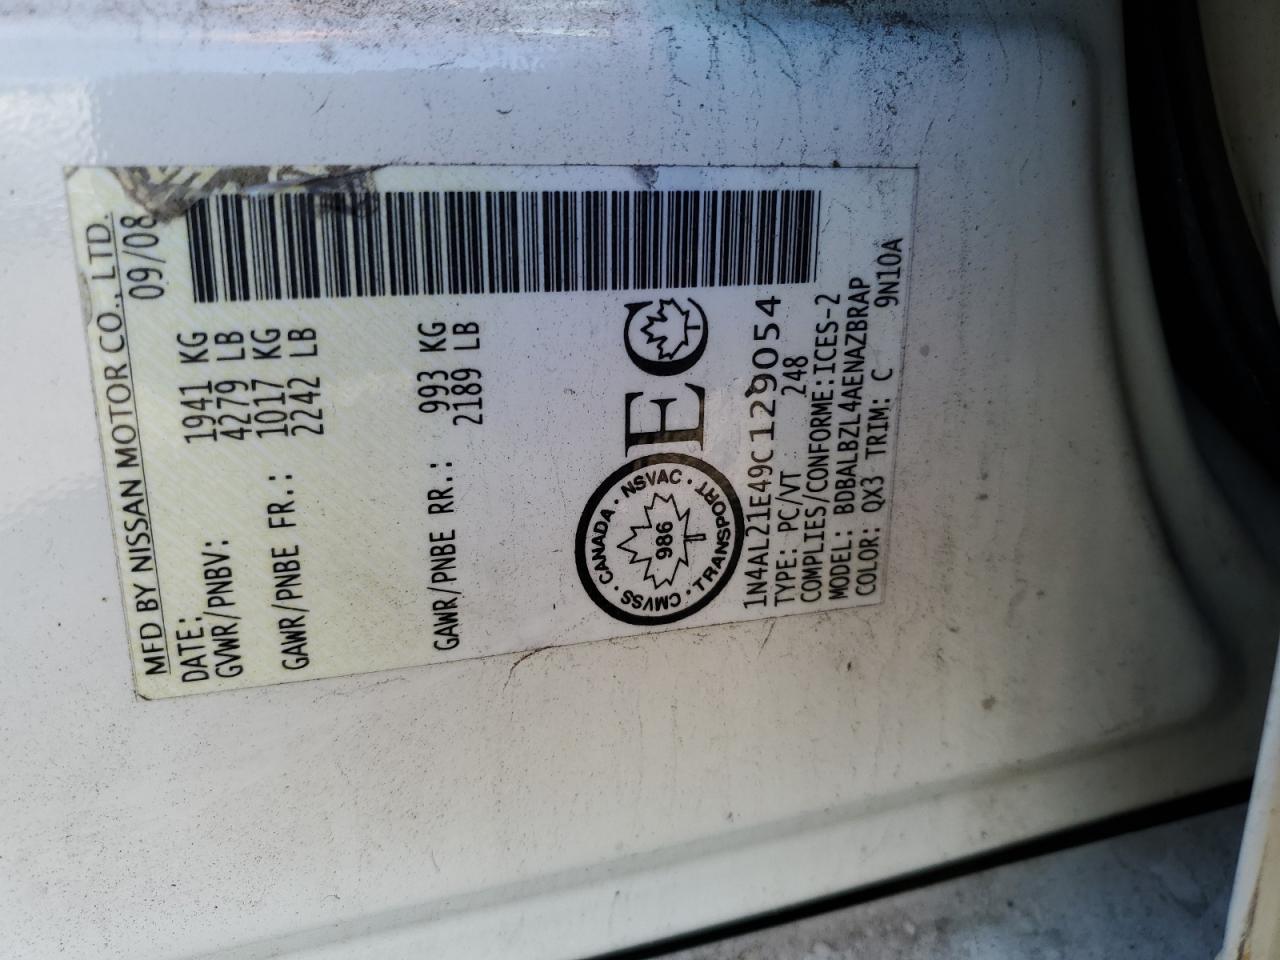 MFD BY NISSAN MOTOR CO., LTD.
DATE: 09/08
GVWR/PNBV: 1941 KG
4279 LB
GAWR/PNBE FR.: 1017 KG
2242 LB
GAWR/PNBE RR.: 993 KG
2189 LB
CMVSS · CANADA · NSVAC · TRANSPORT ·
986
EC
T
1N4AL21E49C129054
TYPE: PC/VT 248
COMPLIES/CONFORME:ICES-2
MODEL: BDBALBZL4AENAZBRAP
COLOR: QX3 TRIM: C 9N10A